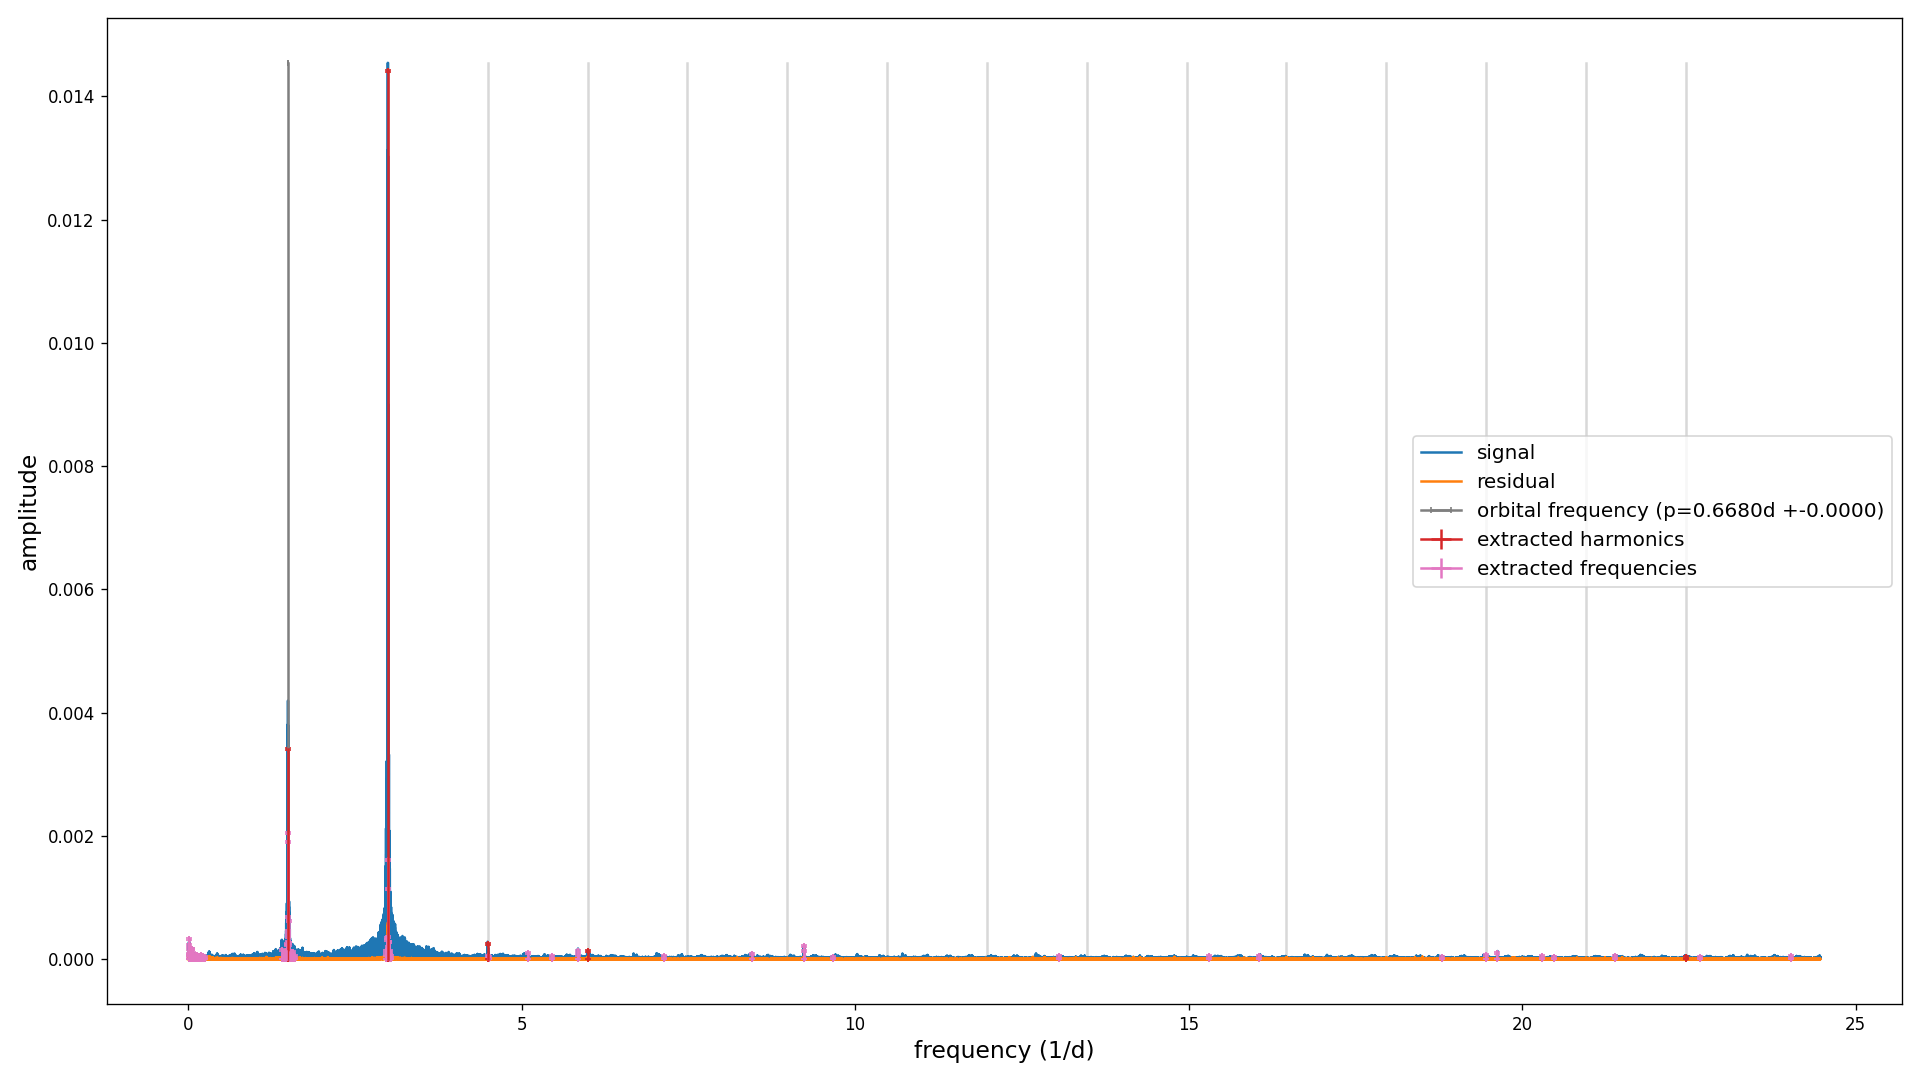 0.014
0.012
0.010
0.008
0.006
0.004
0.002
0.000
amplitude
signal
residual
orbital frequency (p=0.6680d +-0.0000)
extracted harmonics
extracted frequencies
0 5 10 15 20 25
frequency (1/d)